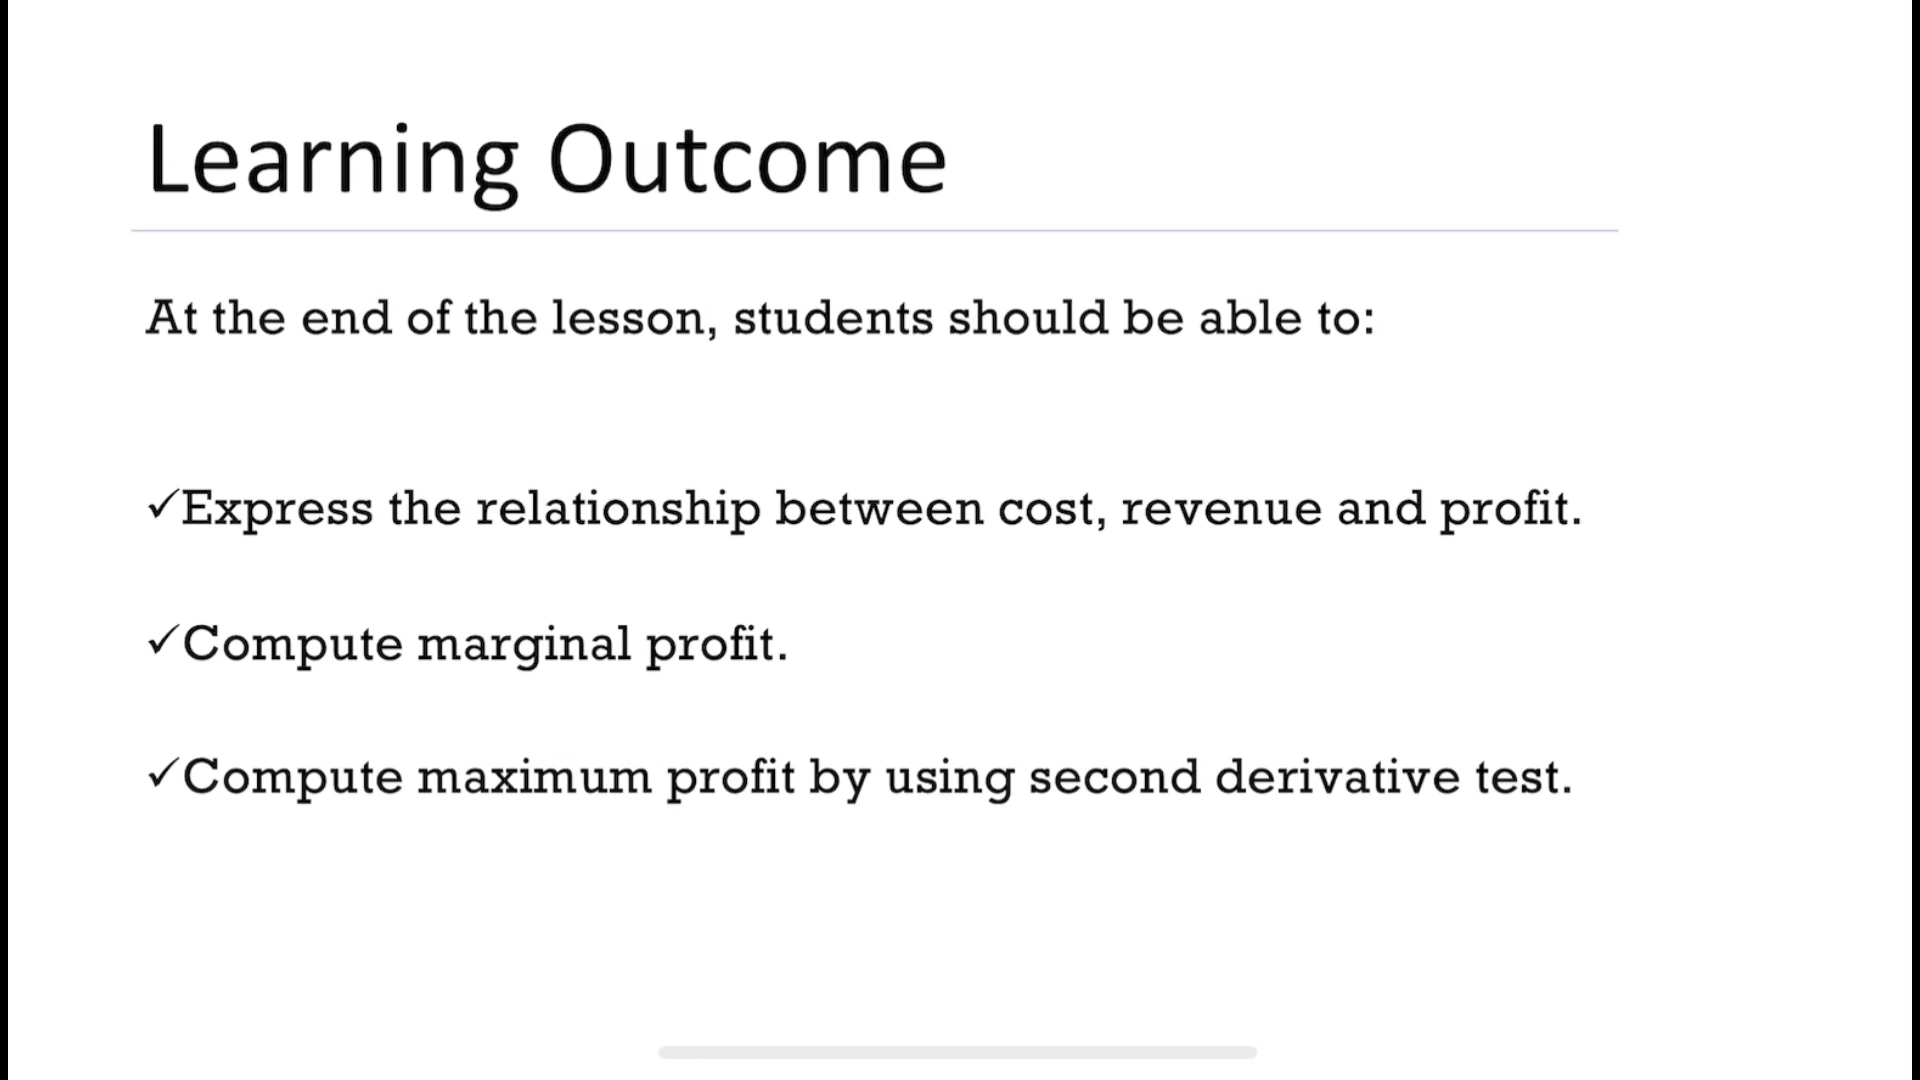 Learning Outcome
At the end of the lesson, students should be able to:
✓Express the relationship between cost, revenue and profit.
✓Compute marginal profit.
✓Compute maximum profit by using second derivative test.